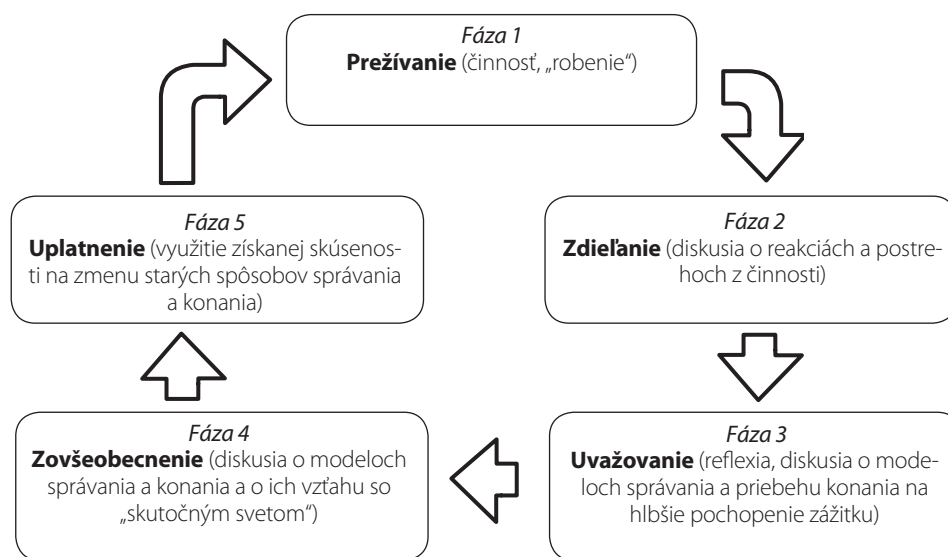 Fáza 1
Prežívanie (činnosť, „robenie“)
Fáza 2
Zdieľanie (diskusia o reakciách a postre-
hoch z činnosti)
Fáza 3
Uvažovanie (reflexia, diskusia o mode-
loch správania a priebehu konania na
hlbšie pochopenie zážitku)
Fáza 4
Zovšeobecnenie (diskusia o modeloch
správania a konania a o ich vzťahu so
„skutočným svetom“)
Fáza 5
Uplatnenie (využitie získanej skúsenos-
ti na zmenu starých spôsobov správania
a konania)